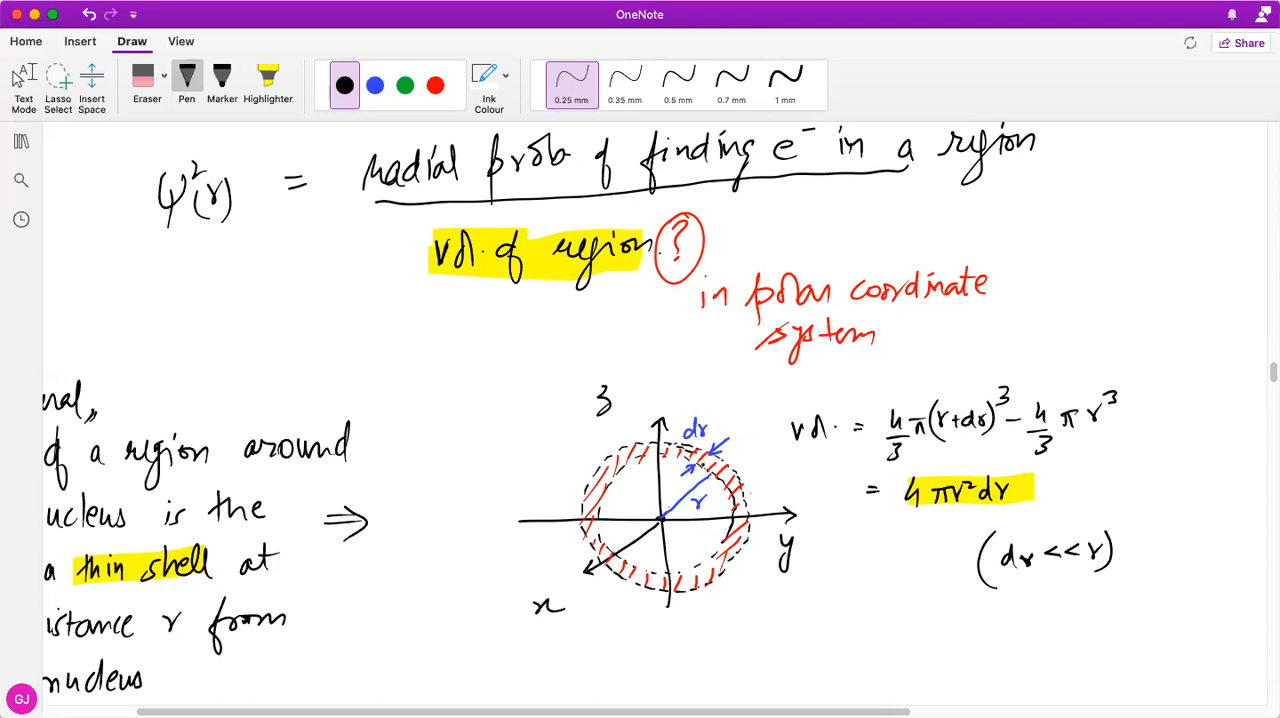 OneNote
Home Insert Draw View
Share
Text Mode
Lasso Select
Insert Space
Eraser
Pen
Marker
Highlighter
Ink Colour
0.25 mm
0.35 mm
0.5 mm
0.7 mm
1 mm
ψ²(r) = radial prob of finding e⁻ in a region
vol. of region. ?
in polar coordinate
system
nal,
of a region around
ucleus is the ⇒
a thin shell at
istance r from
nucleus
z
dr
r
y
x
vol. = 4/3 π(r+dr)³ − 4/3 π r³
= 4πr²dr
(dr << r)
GJ